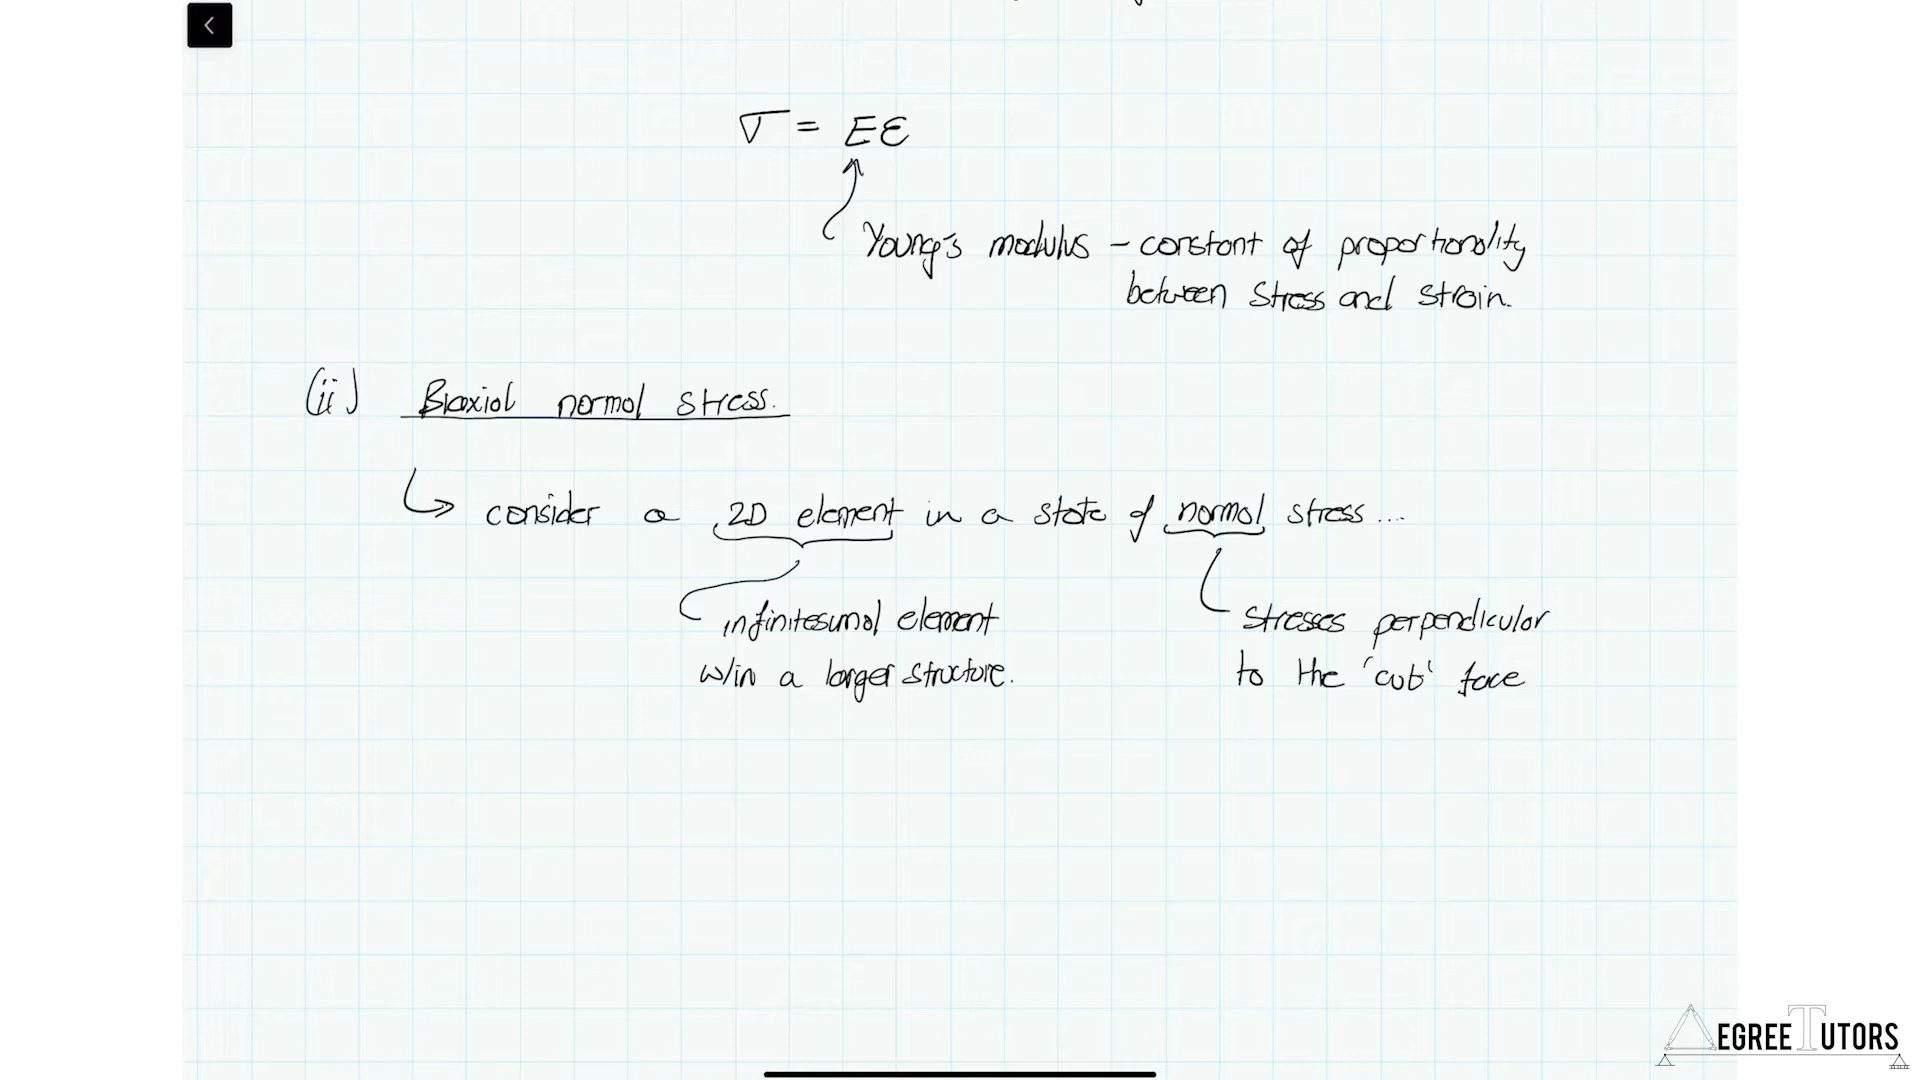 σ = Eε
Young's modulus – constant of proportionality
between stress and strain.
(ii) Biaxial normal stress.
consider a 2D element in a state of normal stress ...
infinitesimal element
w/in a larger structure.
stresses perpendicular
to the 'cut' face
DEGREE TUTORS